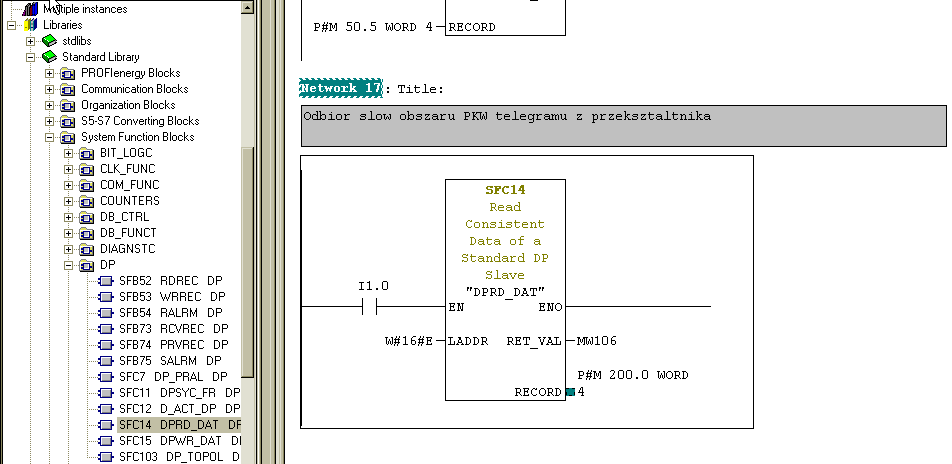 Multiple instances
Libraries
stdlibs
Standard Library
PROFIenergy Blocks
Communication Blocks
Organization Blocks
S5-S7 Converting Blocks
System Function Blocks
BIT_LOGC
CLK_FUNC
COM_FUNC
COUNTERS
DB_CTRL
DB_FUNCT
DIAGNSTC
DP
SFB52 RDREC DP
SFB53 WRREC DP
SFB54 RALRM DP
SFB73 RCVREC DP
SFB74 PRVREC DP
SFB75 SALRM DP
SFC7 DP_PRAL DP
SFC11 DPSYC_FR DP
SFC12 D_ACT_DP DP
SFC14 DPRD_DAT DP
SFC15 DPWR_DAT DP
SFC103 DP_TOPOL D
P#M 50.5 WORD 4 RECORD
Network 17: Title:
Odbior slow obszaru PKW telegramu z przeksztaltnika
SFC14
Read
Consistent
Data of a
Standard DP
Slave
"DPRD_DAT"
I1.0
EN ENO
W#16#E LADDR RET_VAL MW106
P#M 200.0 WORD
RECORD 4